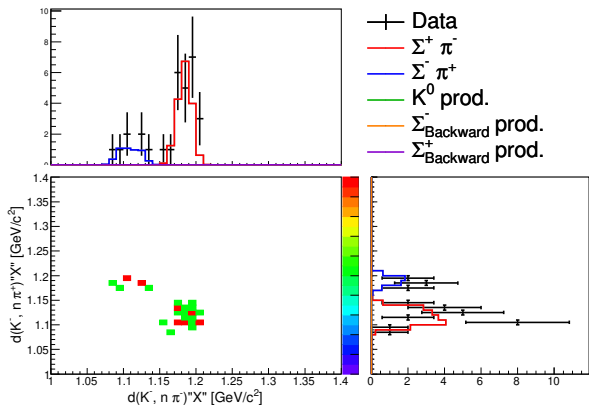 10
8
6
4
2
0
Data
Σ⁺ π⁻
Σ⁻ π⁺
K⁰ prod.
Σ⁻Backward prod.
Σ⁺Backward prod.
d(K⁻, n π⁺)"X" [GeV/c²]
1.4
1.35
1.3
1.25
1.2
1.15
1.1
1.05
1
1 1.05 1.1 1.15 1.2 1.25 1.3 1.35 1.4
d(K⁻, n π⁻)"X" [GeV/c²]
0 2 4 6 8 10